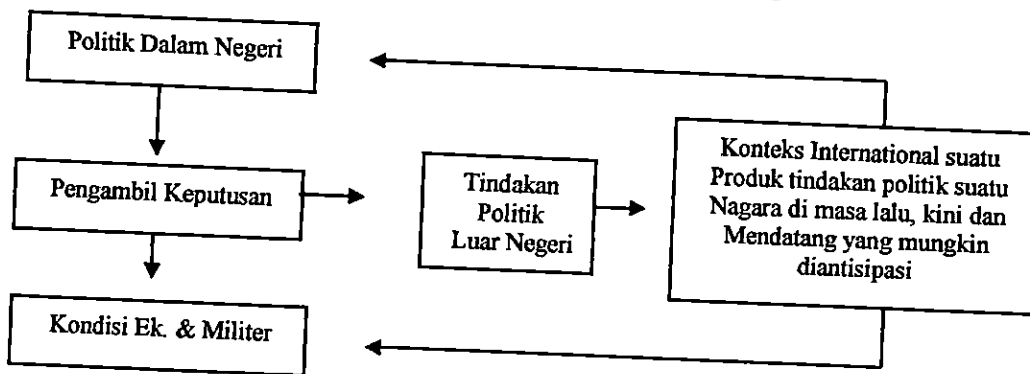 Politik Dalam Negeri
Pengambil Keputusan
Kondisi Ek. & Militer
Tindakan
Politik
Luar Negeri
Konteks International suatu
Produk tindakan politik suatu
Nagara di masa lalu, kini dan
Mendatang yang mungkin
diantisipasi